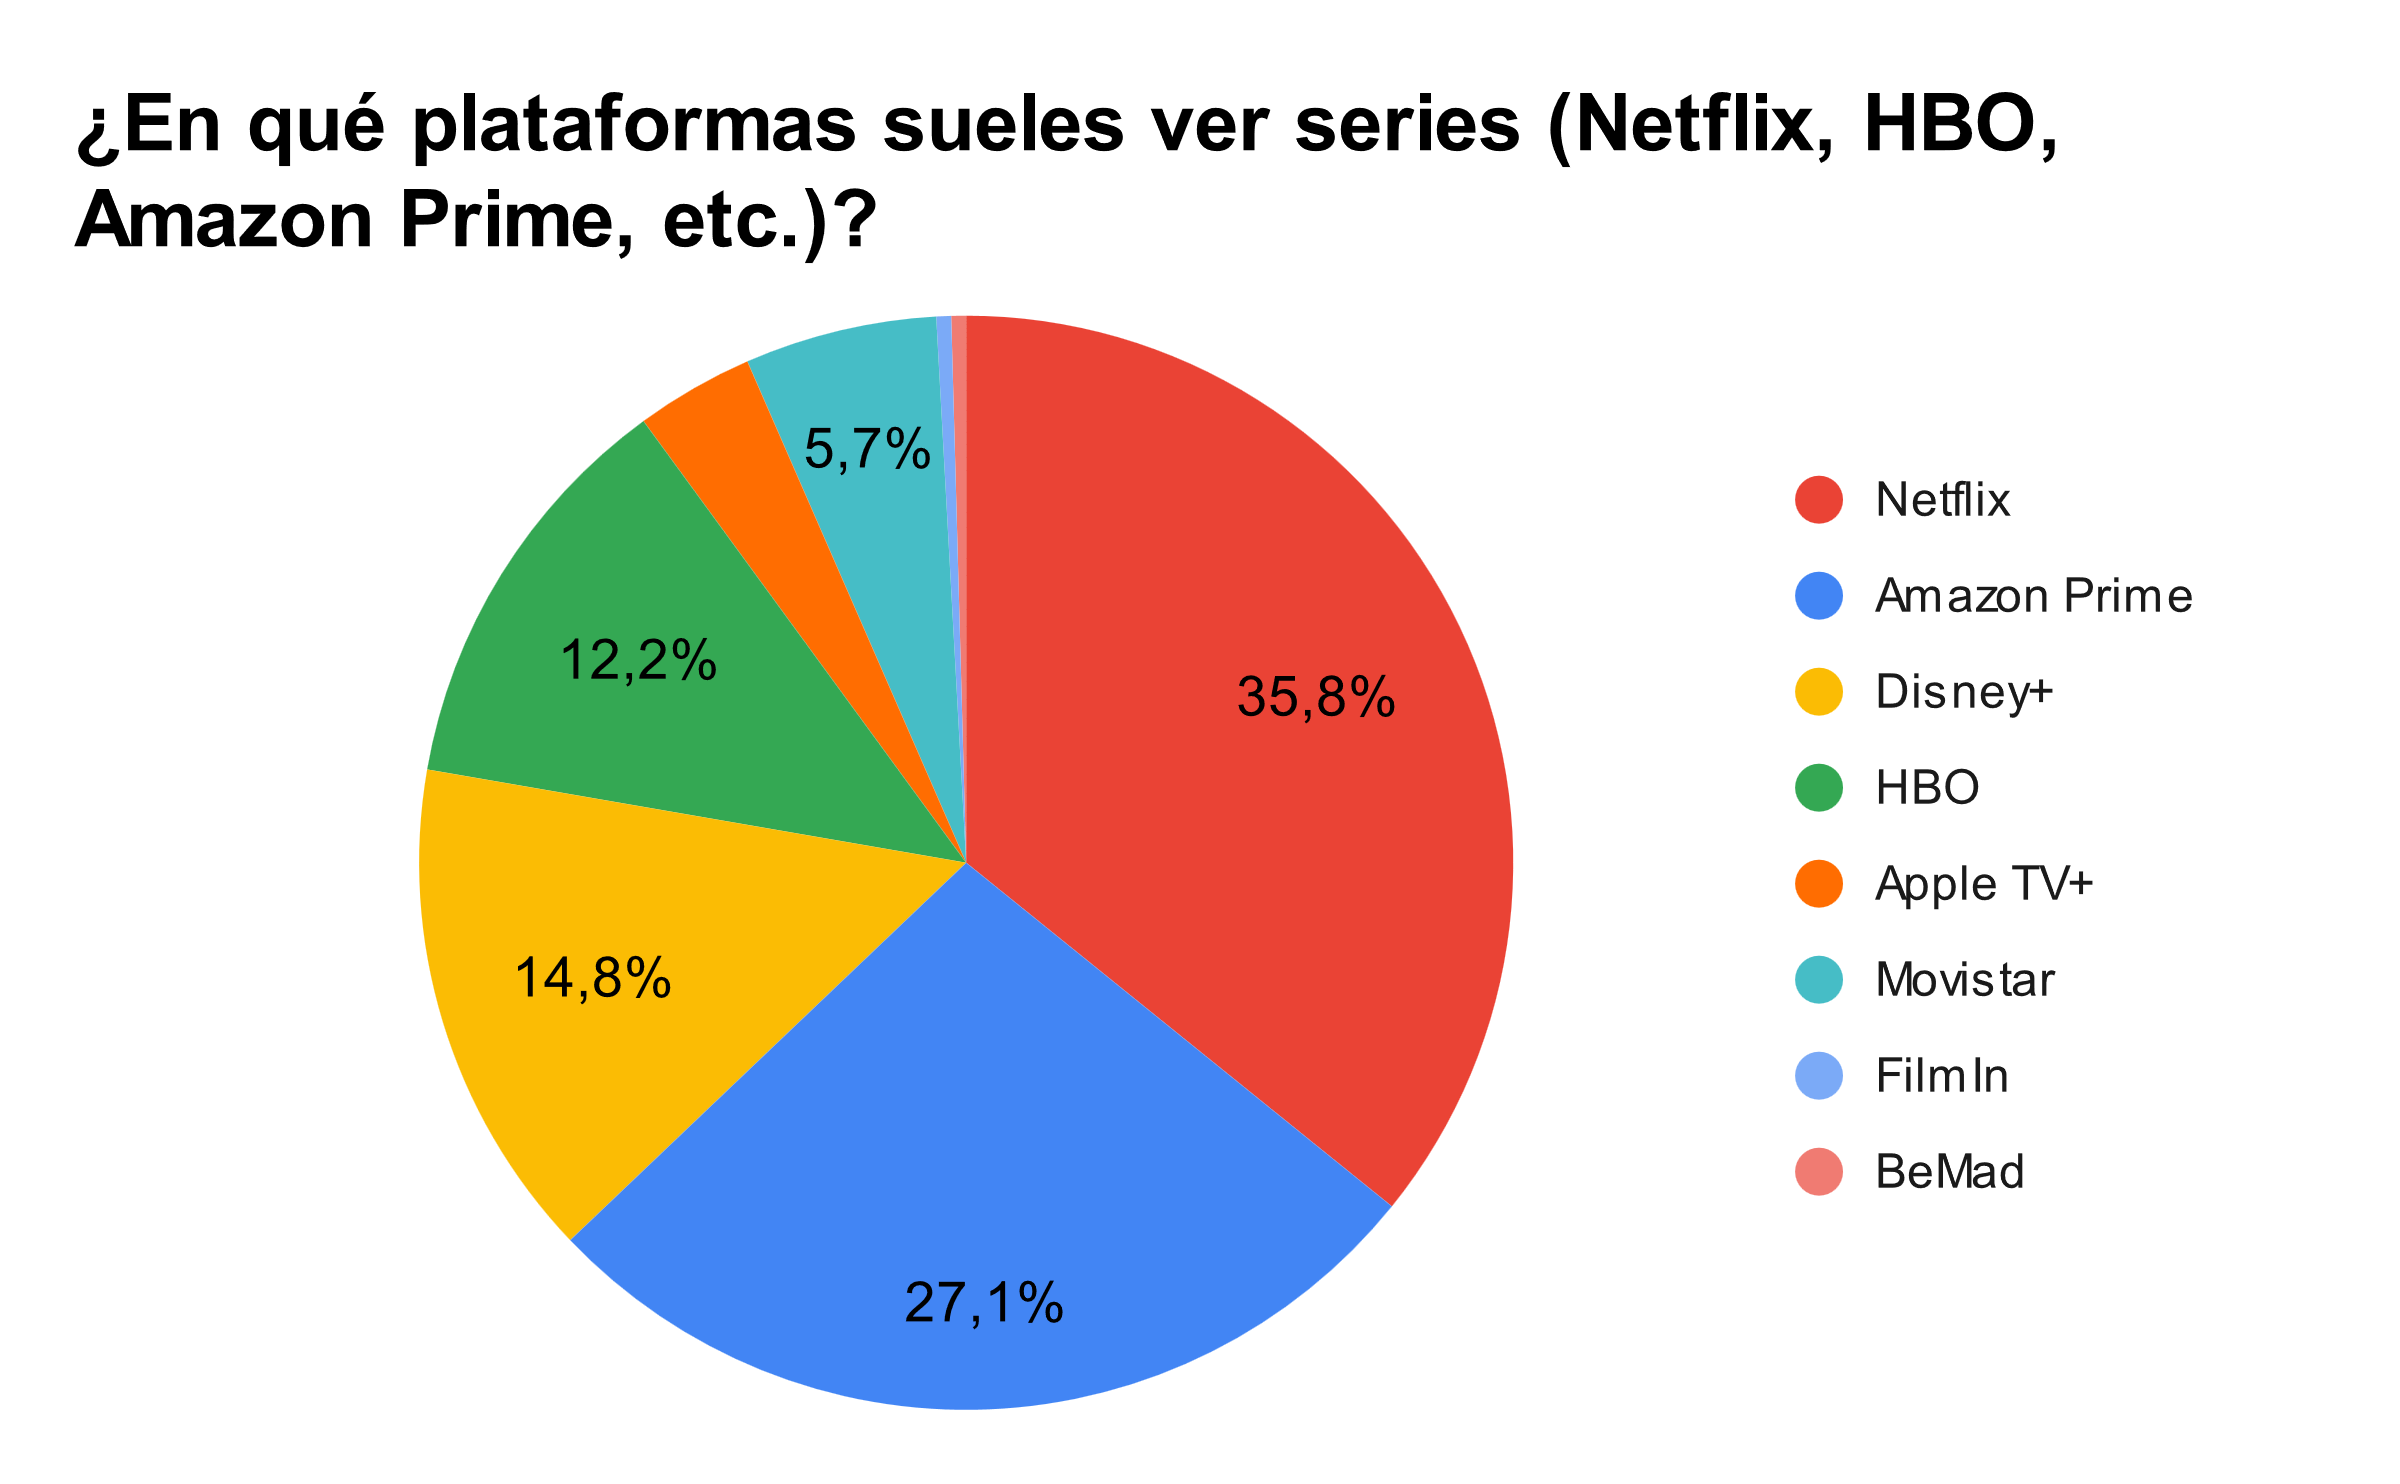 ¿En qué plataformas sueles ver series (Netflix, HBO,
Amazon Prime, etc.)?
5,7%
12,2%
35,8%
14,8%
27,1%
Netflix
Amazon Prime
Disney+
HBO
Apple TV+
Movistar
FilmIn
BeMad